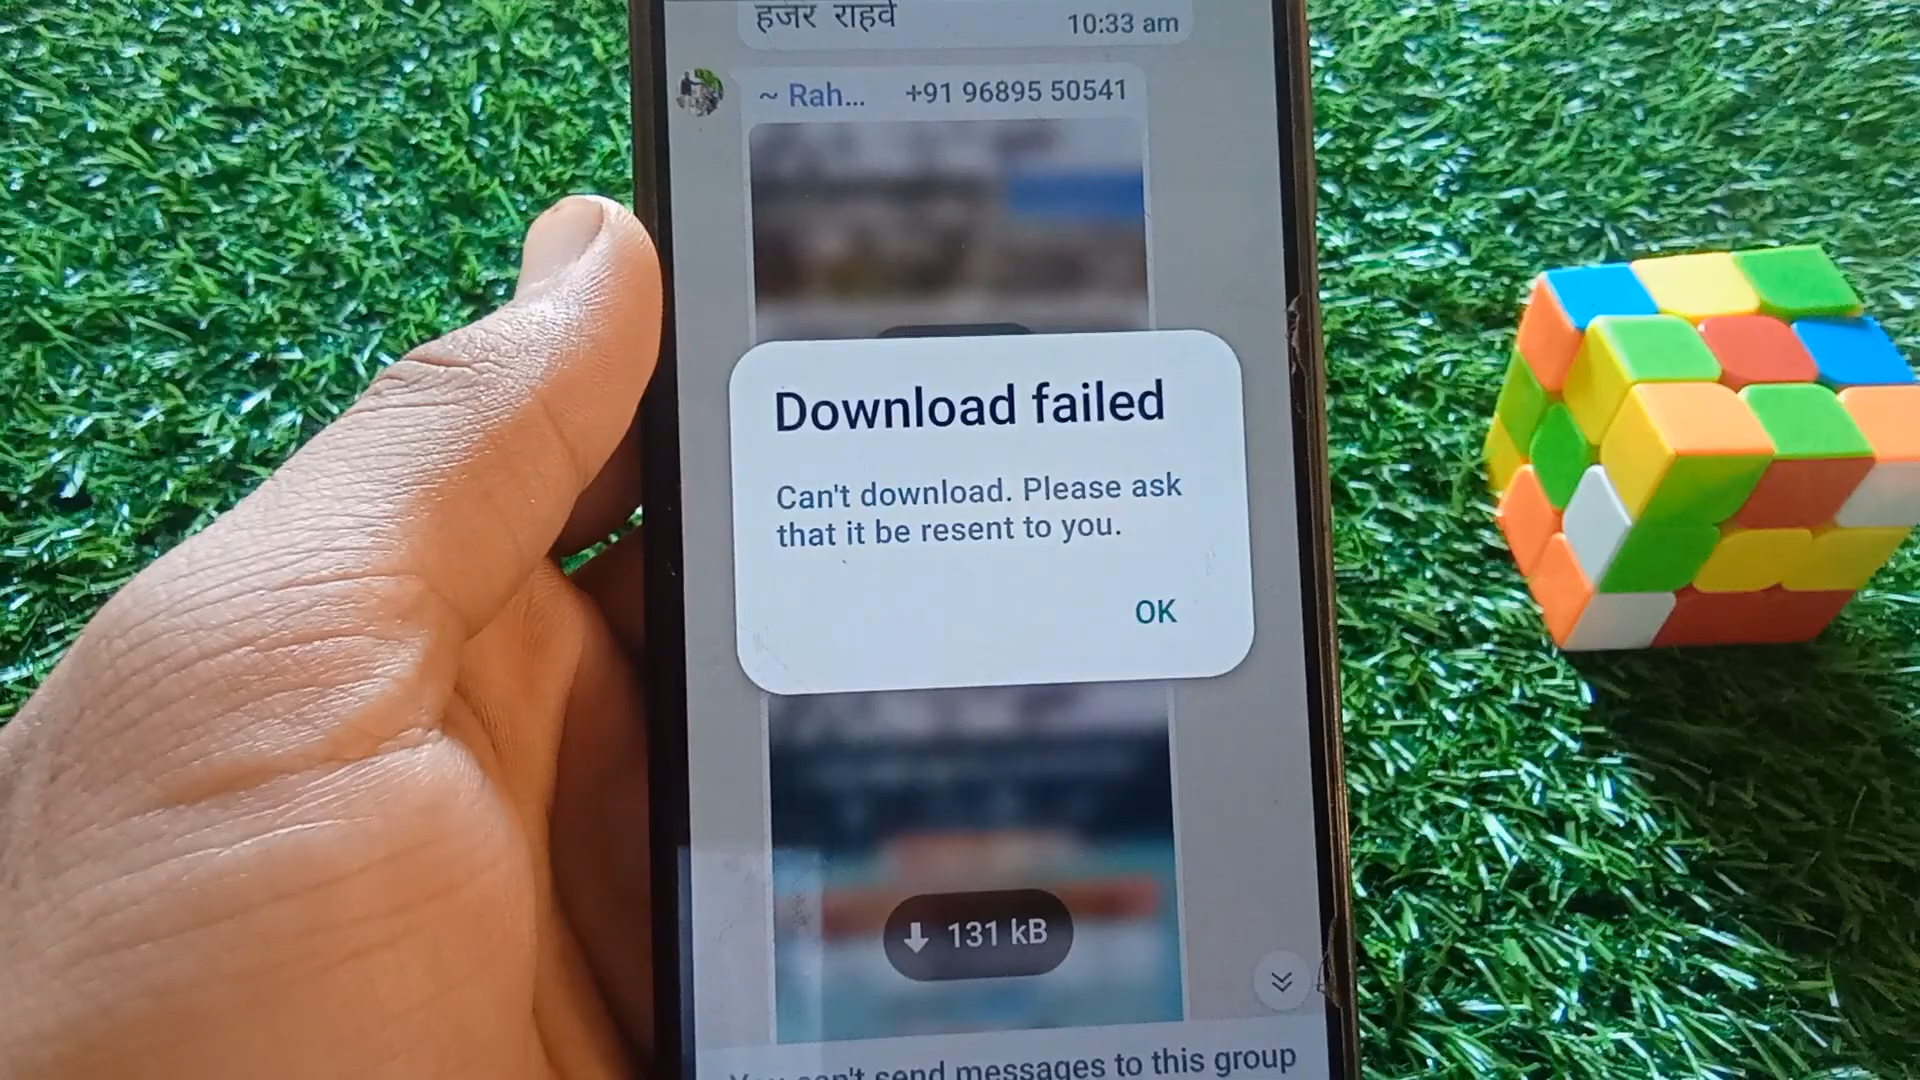 हजर राहवे
10:33 am
~ Rah... +91 96895 50541
Download failed
Can't download. Please ask
that it be resent to you.
OK
131 kB
You can't send messages to this group